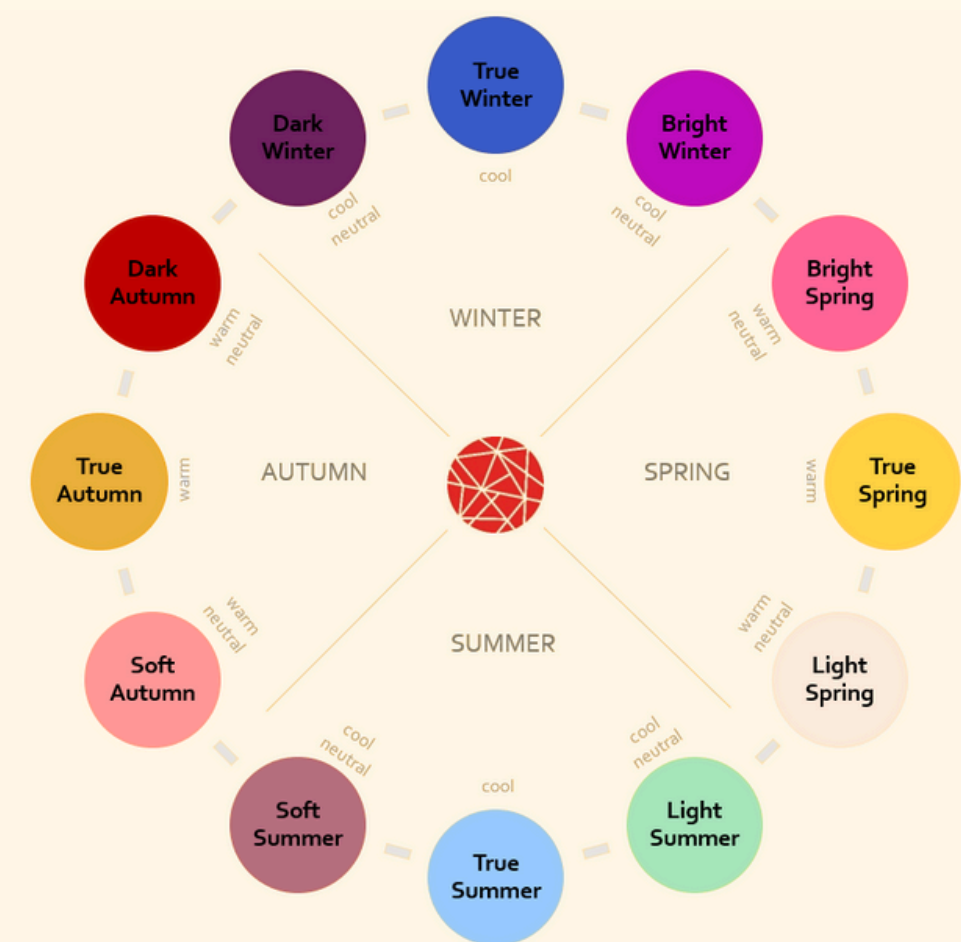 True
Winter
Dark
Winter
Bright
Winter
cool
cool
neutral
cool
neutral
Dark
Autumn
Bright
Spring
warm
neutral
WINTER
warm
neutral
True
Autumn
warm
AUTUMN
SPRING
warm
True
Spring
warm
neutral
warm
neutral
Soft
Autumn
SUMMER
Light
Spring
cool
neutral
cool
neutral
Soft
Summer
cool
Light
Summer
True
Summer